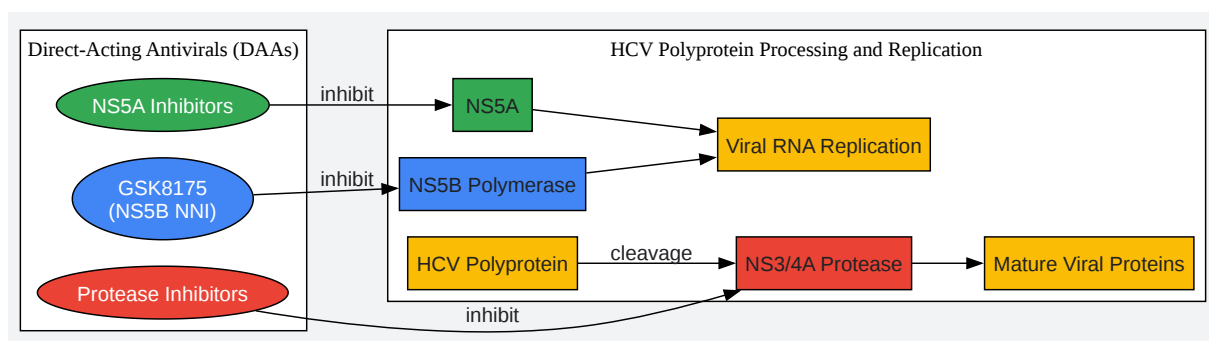 Direct-Acting Antivirals (DAAs)
HCV Polyprotein Processing and Replication
NS5A Inhibitors
inhibit
NS5A
Viral RNA Replication
GSK8175
(NS5B NNI)
inhibit
NS5B Polymerase
HCV Polyprotein
cleavage
NS3/4A Protease
Mature Viral Proteins
Protease Inhibitors
inhibit